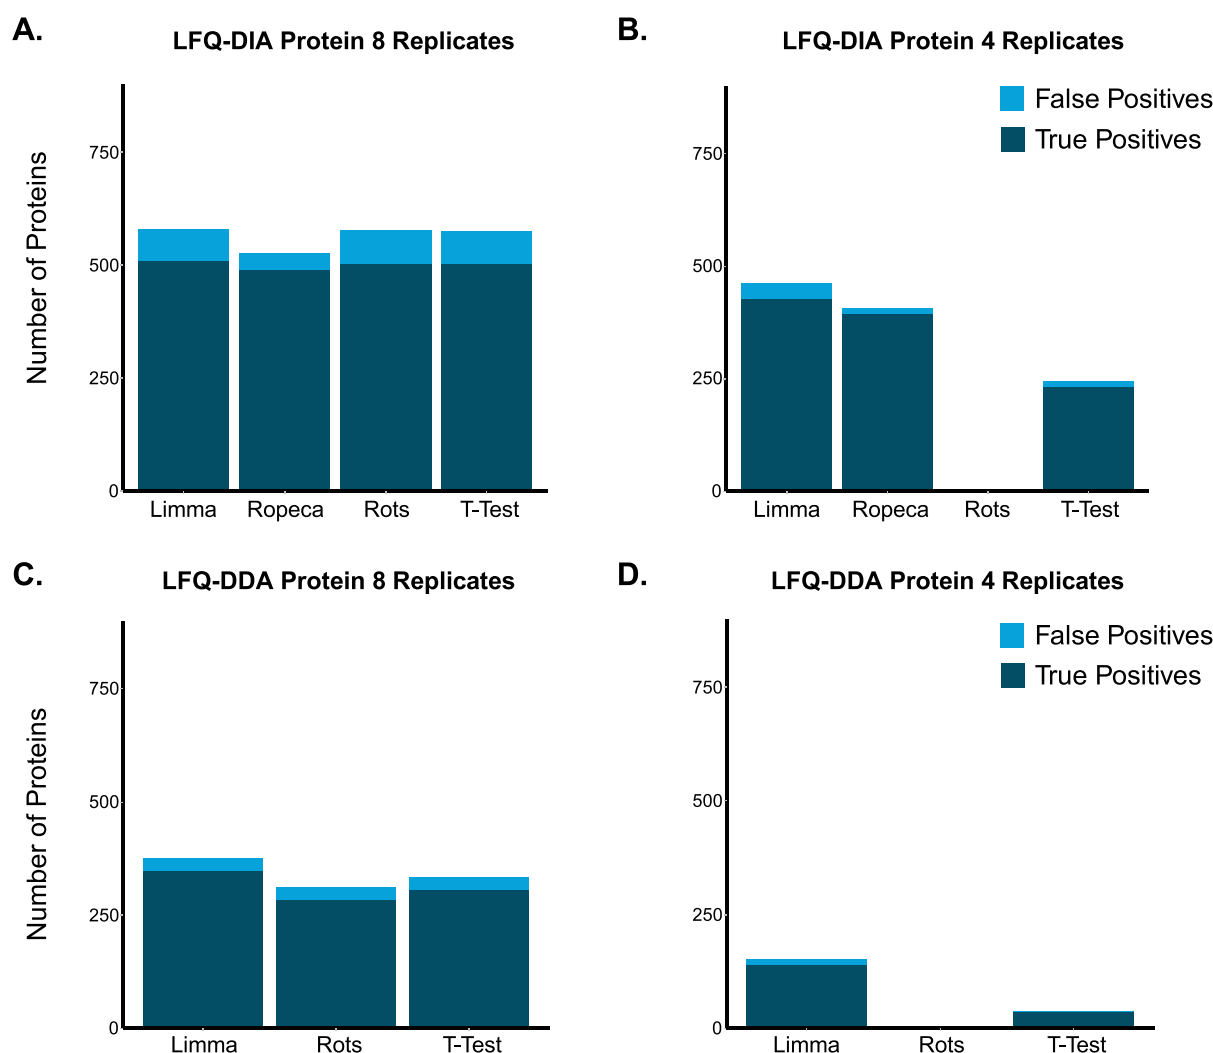 A.
LFQ-DIA Protein 8 Replicates
Number of Proteins
750
500
250
0
Limma Ropeca Rots T-Test
B.
LFQ-DIA Protein 4 Replicates
False Positives
True Positives
750
500
250
0
Limma Ropeca Rots T-Test
C.
LFQ-DDA Protein 8 Replicates
Number of Proteins
750
500
250
0
Limma Rots T-Test
D.
LFQ-DDA Protein 4 Replicates
False Positives
True Positives
750
500
250
0
Limma Rots T-Test